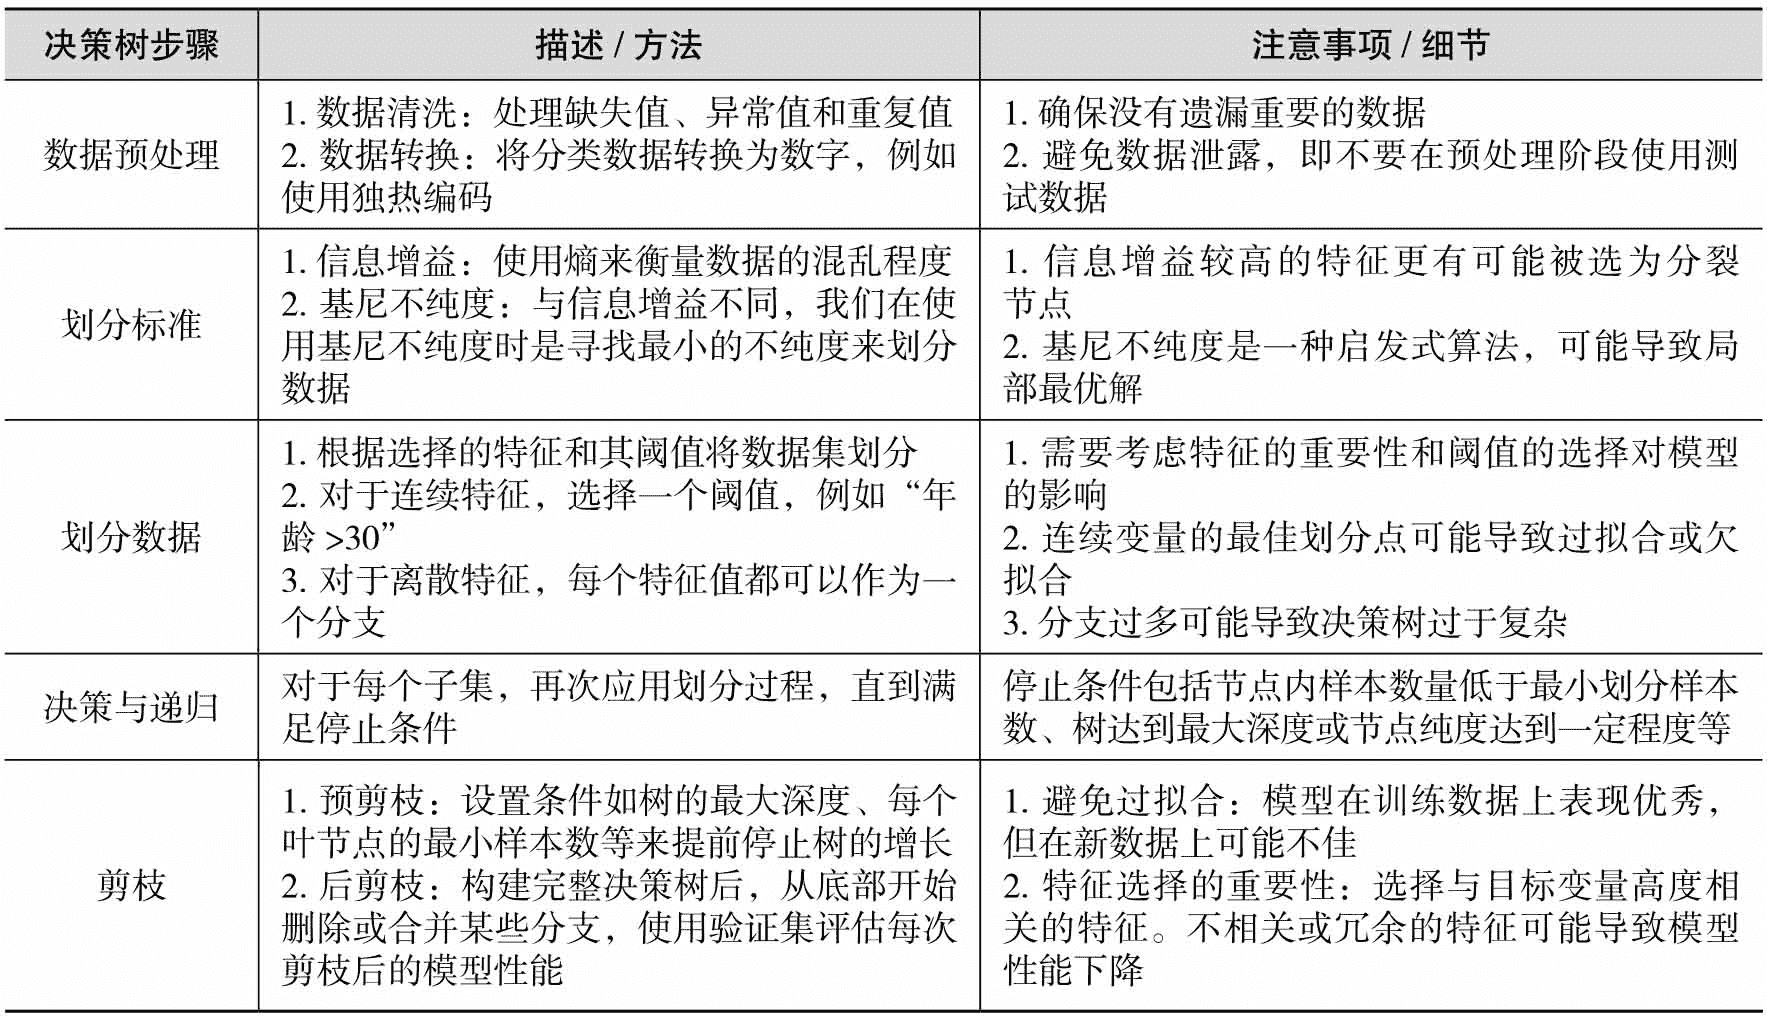 决策树步骤
描述 / 方法
注意事项 / 细节
数据预处理
1. 数据清洗：处理缺失值、异常值和重复值
2. 数据转换：将分类数据转换为数字，例如
使用独热编码
1. 确保没有遗漏重要的数据
2. 避免数据泄露，即不要在预处理阶段使用测
试数据
划分标准
1. 信息增益：使用熵来衡量数据的混乱程度
2. 基尼不纯度：与信息增益不同，我们在使
用基尼不纯度时是寻找最小的不纯度来划分
数据
1. 信息增益较高的特征更有可能被选为分裂
节点
2. 基尼不纯度是一种启发式算法，可能导致局
部最优解
划分数据
1. 根据选择的特征和其阈值将数据集划分
2. 对于连续特征，选择一个阈值，例如“年
龄 >30”
3. 对于离散特征，每个特征值都可以作为一
个分支
1. 需要考虑特征的重要性和阈值的选择对模型
的影响
2. 连续变量的最佳划分点可能导致过拟合或欠
拟合
3. 分支过多可能导致决策树过于复杂
决策与递归
对于每个子集，再次应用划分过程，直到满
足停止条件
停止条件包括节点内样本数量低于最小划分样本
数、树达到最大深度或节点纯度达到一定程度等
剪枝
1. 预剪枝：设置条件如树的最大深度、每个
叶节点的最小样本数等来提前停止树的增长
2. 后剪枝：构建完整决策树后，从底部开始
删除或合并某些分支，使用验证集评估每次
剪枝后的模型性能
1. 避免过拟合：模型在训练数据上表现优秀，
但在新数据上可能不佳
2. 特征选择的重要性：选择与目标变量高度相
关的特征。不相关或冗余的特征可能导致模型
性能下降